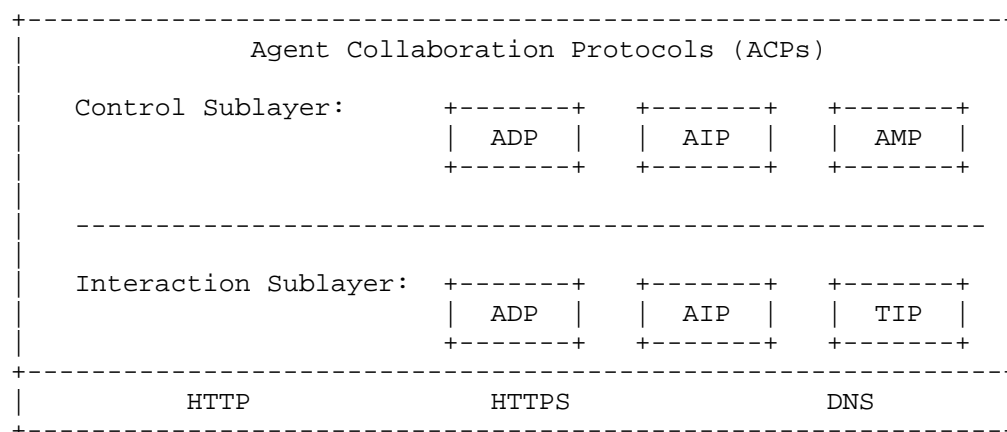 Agent Collaboration Protocols (ACPs)
Control Sublayer:
ADP AIP AMP
Interaction Sublayer:
ADP AIP TIP
HTTP HTTPS DNS